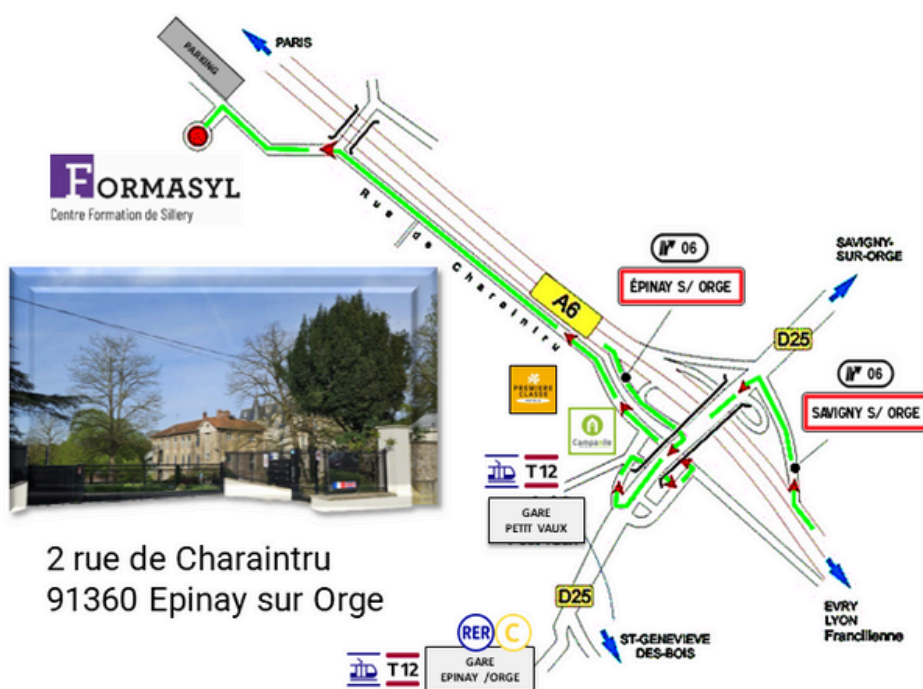 PARKING
PARIS
FORMASYL
Centre Formation de Sillery
Rue de Charaintru
06
ÉPINAY S/ ORGE
SAVIGNY-
SUR-ORGE
A6
D25
06
SAVIGNY S/ ORGE
PREMIERE
CLASSE
Campanile
T12
GARE
PETIT VAUX
2 rue de Charaintru
91360 Epinay sur Orge
D25
EVRY
LYON
Francilienne
RER C
ST-GENEVIEVE
DES-BOIS
T12
GARE
EPINAY /ORGE